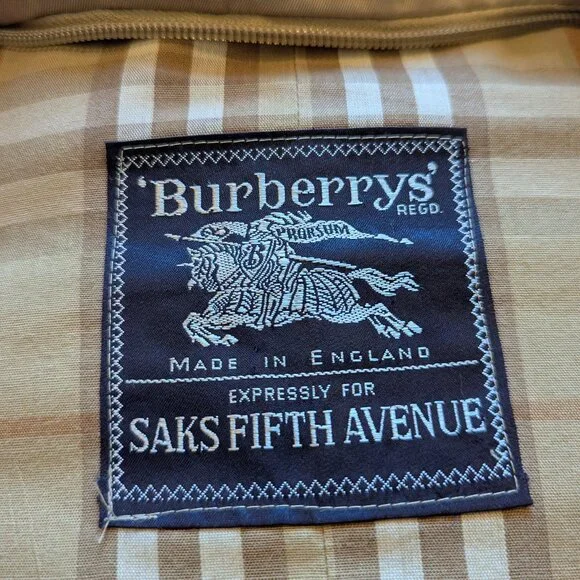 'Burberrys'
REGD.
PRORSUM
B
MADE IN ENGLAND
EXPRESSLY FOR
SAKS FIFTH AVENUE